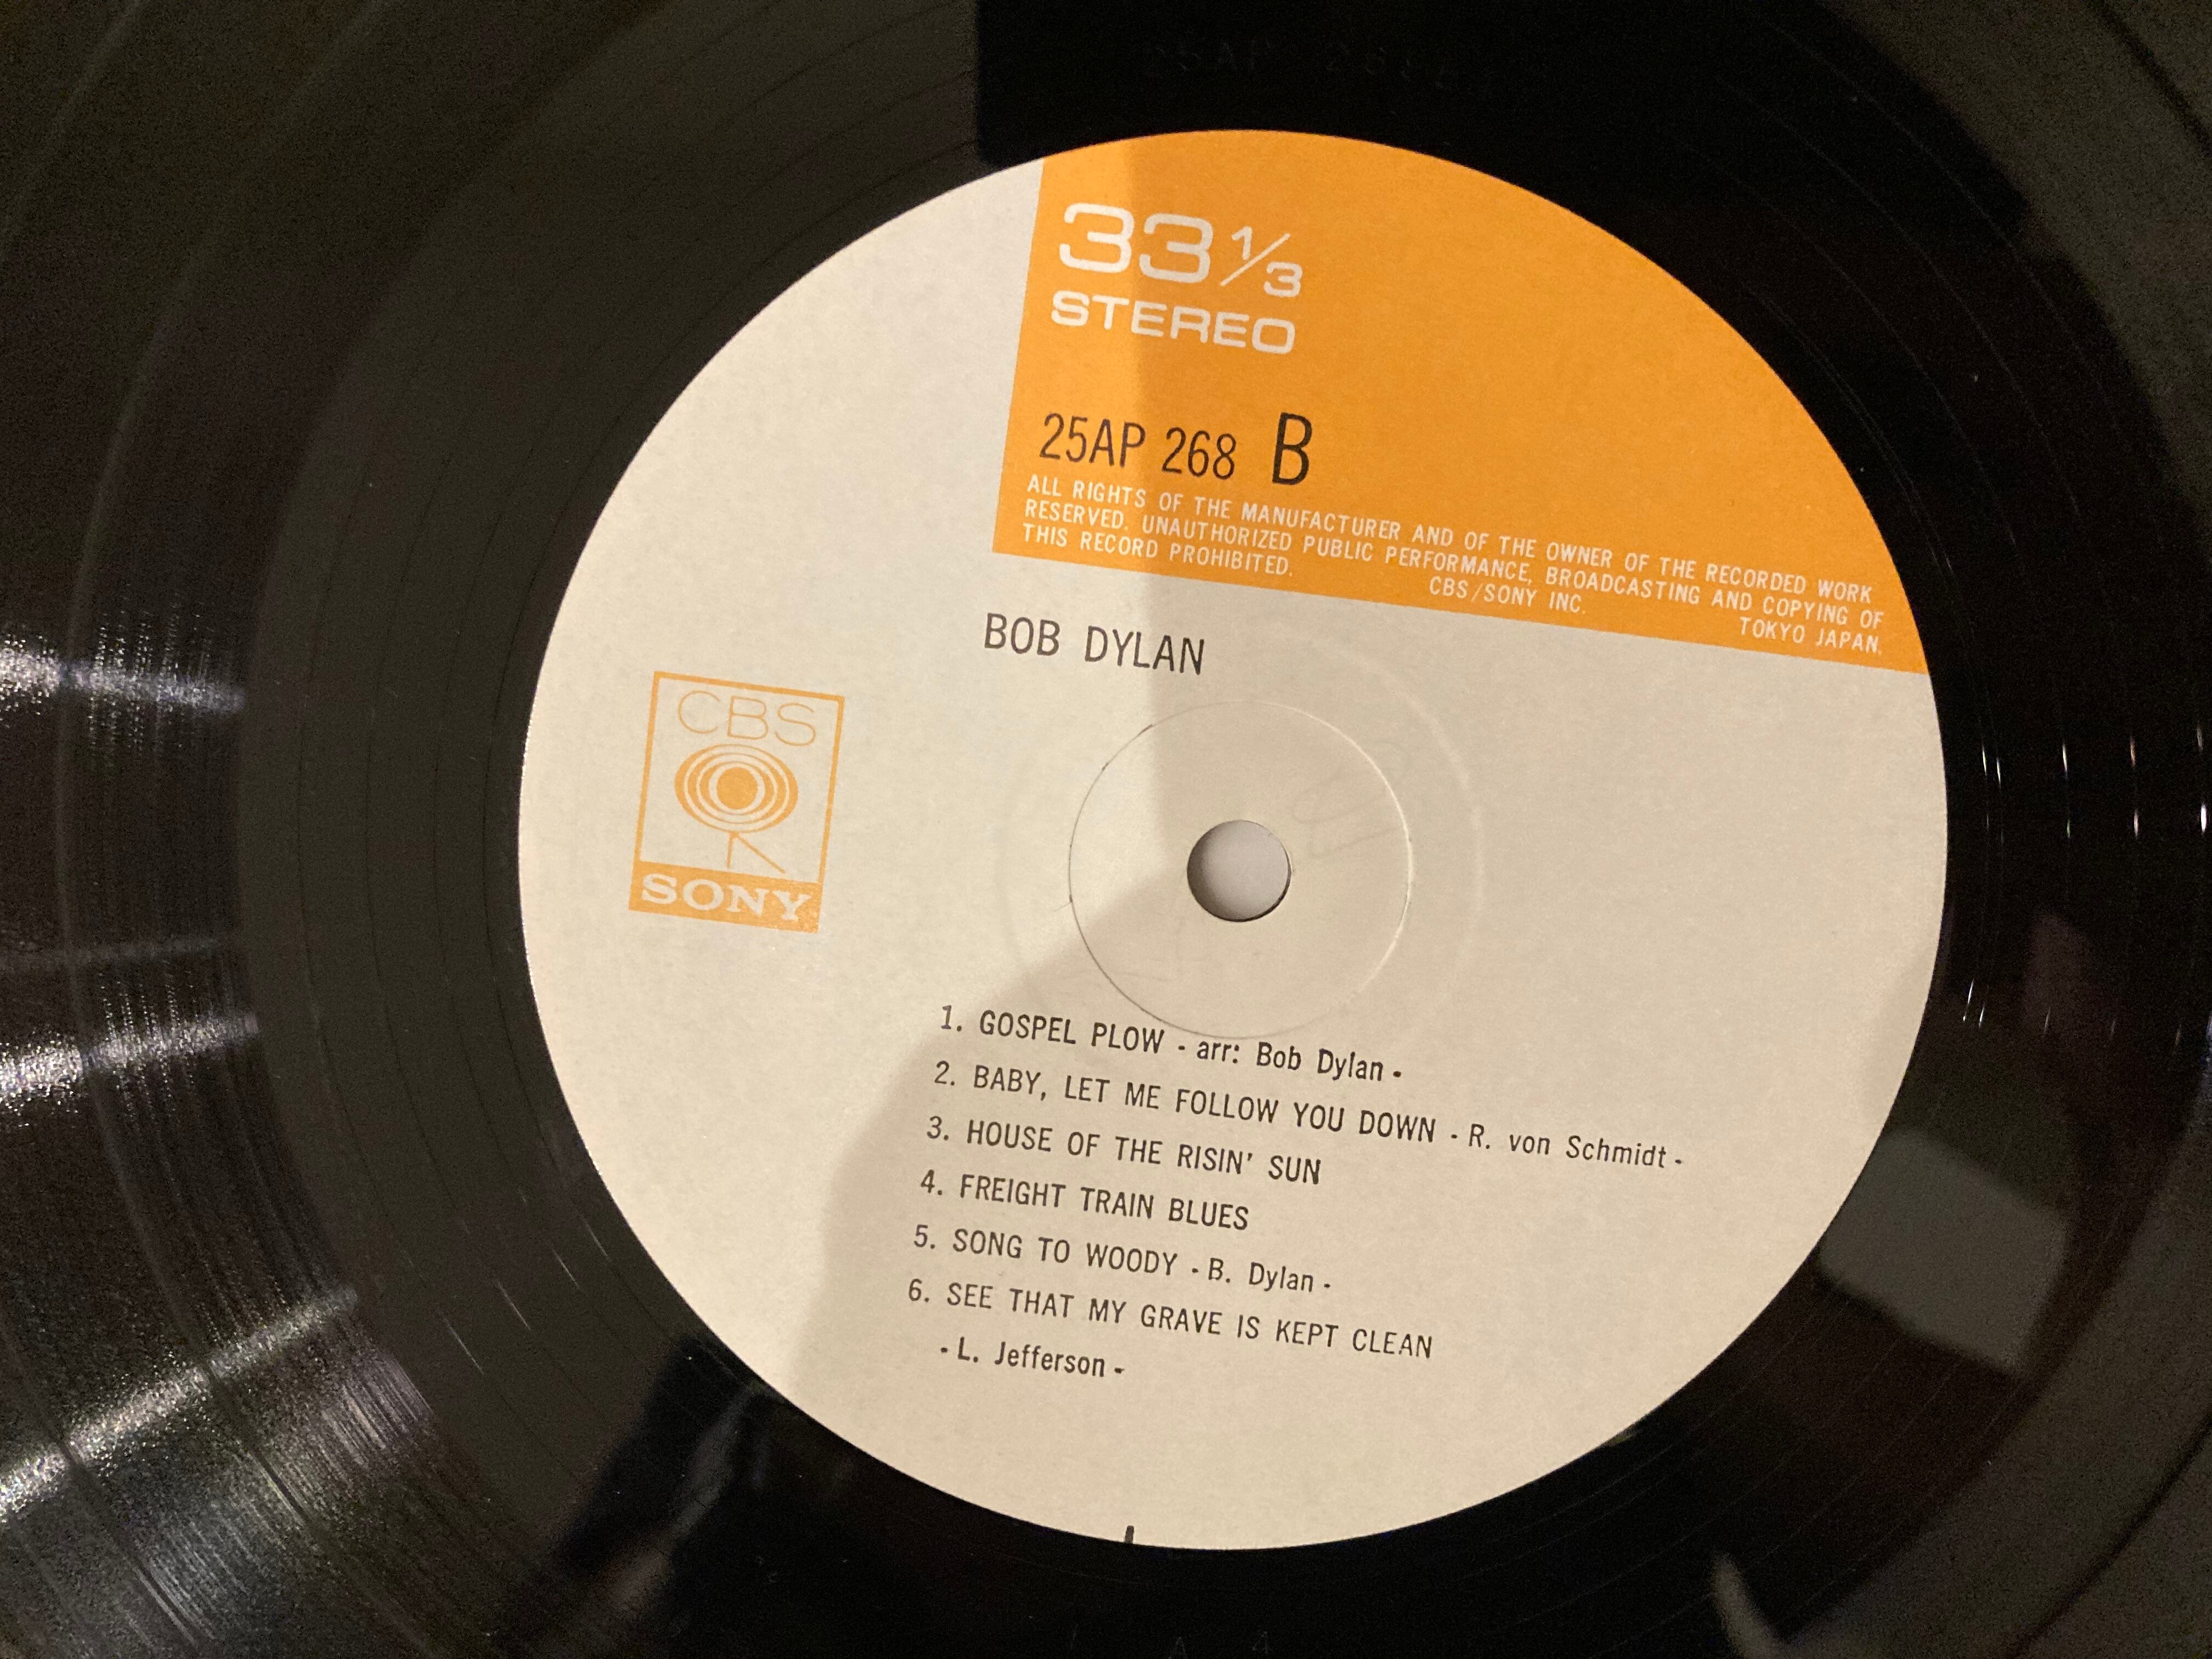 33 1/3
STEREO
25AP 268 B
ALL RIGHTS OF THE MANUFACTURER AND OF THE OWNER OF THE RECORDED WORK
RESERVED. UNAUTHORIZED PUBLIC PERFORMANCE, BROADCASTING AND COPYING OF
THIS RECORD PROHIBITED. CBS/SONY INC. TOKYO JAPAN.
BOB DYLAN
CBS
SONY
1. GOSPEL PLOW - arr: Bob Dylan -
2. BABY, LET ME FOLLOW YOU DOWN - R. von Schmidt -
3. HOUSE OF THE RISIN' SUN
4. FREIGHT TRAIN BLUES
5. SONG TO WOODY - B. Dylan -
6. SEE THAT MY GRAVE IS KEPT CLEAN
- L. Jefferson -